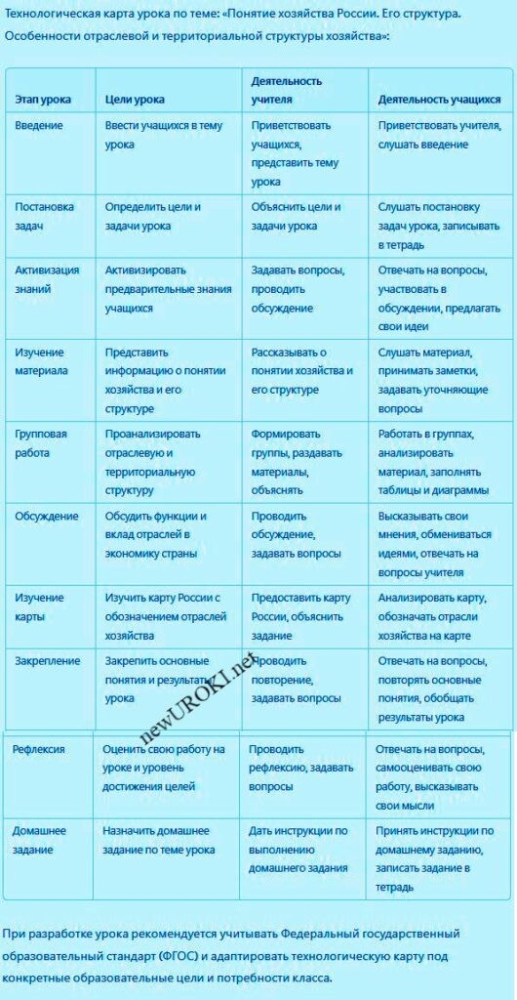 Технологическая карта урока по теме: «Понятие хозяйства России. Его структура.
Особенности отраслевой и территориальной структуры хозяйства»:
Этап урока
Цели урока
Деятельность
учителя
Деятельность учащихся
Введение
Ввести учащихся в тему
урока
Приветствовать
учащихся,
представить тему
урока
Приветствовать учителя,
слушать введение
Постановка
задач
Определить цели и
задачи урока
Объяснить цели и
задачи урока
Слушать постановку
задач урока, записывать
в тетрадь
Активизация
знаний
Активизировать
предварительные знания
учащихся
Задавать вопросы,
проводить
обсуждение
Отвечать на вопросы,
участвовать в
обсуждении, предлагать
свои идеи
Изучение
материала
Представить
информацию о понятии
хозяйства и его
структуре
Рассказывать о
понятии хозяйства и
его структуре
Слушать материал,
принимать заметки,
задавать уточняющие
вопросы
Групповая
работа
Проанализировать
отраслевую и
территориальную
структуру
Формировать
группы, раздавать
материалы,
объяснять
Работать в группах,
анализировать
материал, заполнять
таблицы и диаграммы
Обсуждение
Обсудить функции и
вклад отраслей в
экономику страны
Проводить
обсуждение,
задавать вопросы
Высказывать свои
мнения, обмениваться
идеями, отвечать на
вопросы учителя
Изучение
карты
Изучить карту России с
обозначением отраслей
хозяйства
Предоставить карту
России, объяснить
задание
Анализировать карту,
обозначать отрасли
хозяйства на карте
Закрепление
Закрепить основные
понятия и результаты
урока
Проводить
повторение,
задавать вопросы
Отвечать на вопросы,
повторять основные
понятия, обобщать
результаты урока
newUROKI.net
Рефлексия
Оценить свою работу на
уроке и уровень
достижения целей
Проводить
рефлексию, задавать
вопросы
Отвечать на вопросы,
самооценивать свою
работу, высказывать
свои мысли
Домашнее
задание
Назначить домашнее
задание по теме урока
Дать инструкции по
выполнению
домашнего задания
Принять инструкции по
домашнему заданию,
записать задание в
тетрадь
При разработке урока рекомендуется учитывать Федеральный государственный
образовательный стандарт (ФГОС) и адаптировать технологическую карту под
конкретные образовательные цели и потребности класса.